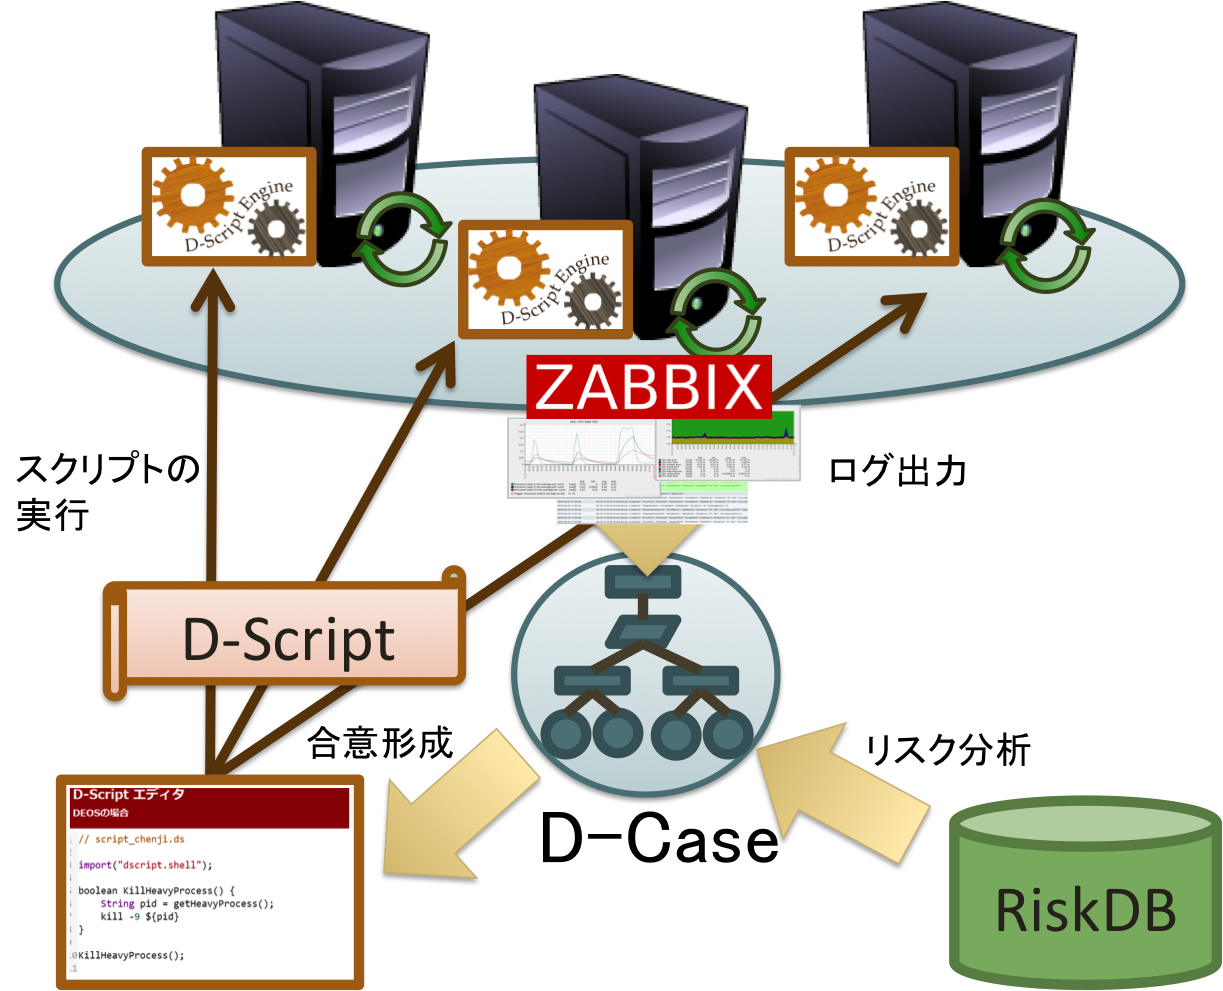 D-Script Engine
D-Script Engine
D-Script Engine
ZABBIX
スクリプトの
実行
ログ出力
D-Script
合意形成
リスク分析
D-Case
RiskDB
D-Script エディタ
DEOSの場合
// script_chenji.ds
import("dscript.shell");
boolean KillHeavyProcess() {
String pid = getHeavyProcess();
kill -9 ${pid}
}
KillHeavyProcess();